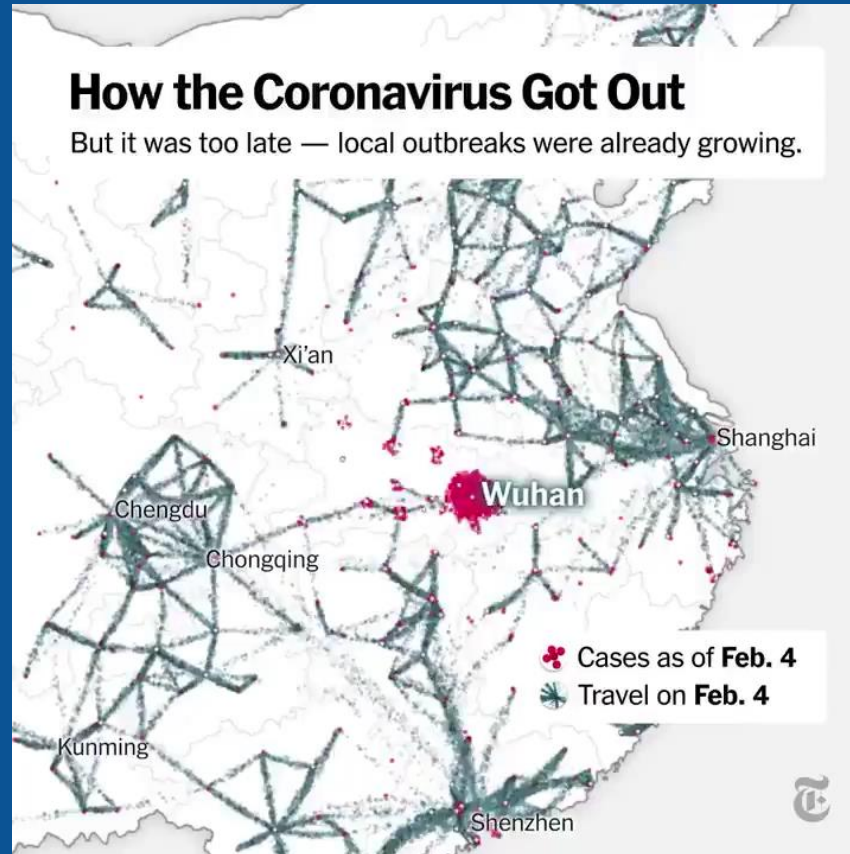 How the Coronavirus Got Out
But it was too late — local outbreaks were already growing.
Xi’an
Shanghai
Wuhan
Chengdu
Chongqing
Cases as of Feb. 4
Travel on Feb. 4
Kunming
Shenzhen
T